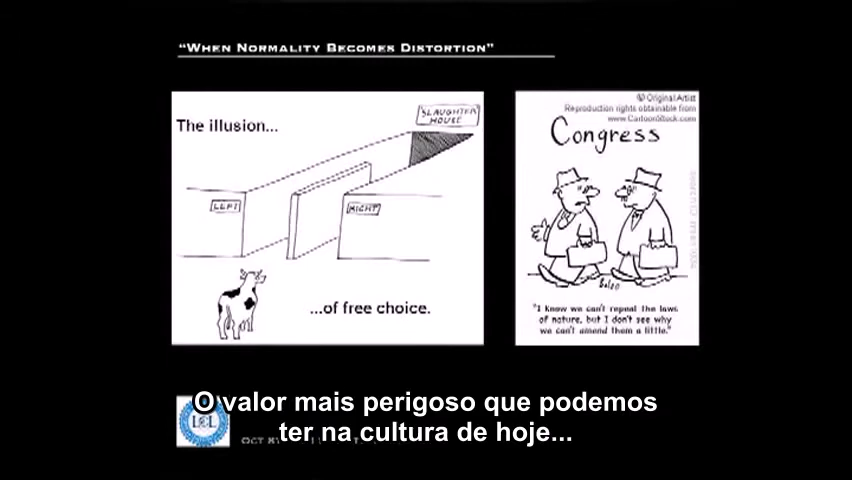 "WHEN NORMALITY BECOMES DISTORTION"
The illusion...
SLAUGHTER
HOUSE
LEFT
RIGHT
...of free choice.
© Original Artist
Reproduction rights obtainable from
www.CartoonStock.com
Congress
"I know we can't repeal the laws
of nature, but I don't see why
we can't amend them a little."
O valor mais perigoso que podemos
ter na cultura de hoje...
OCT 8